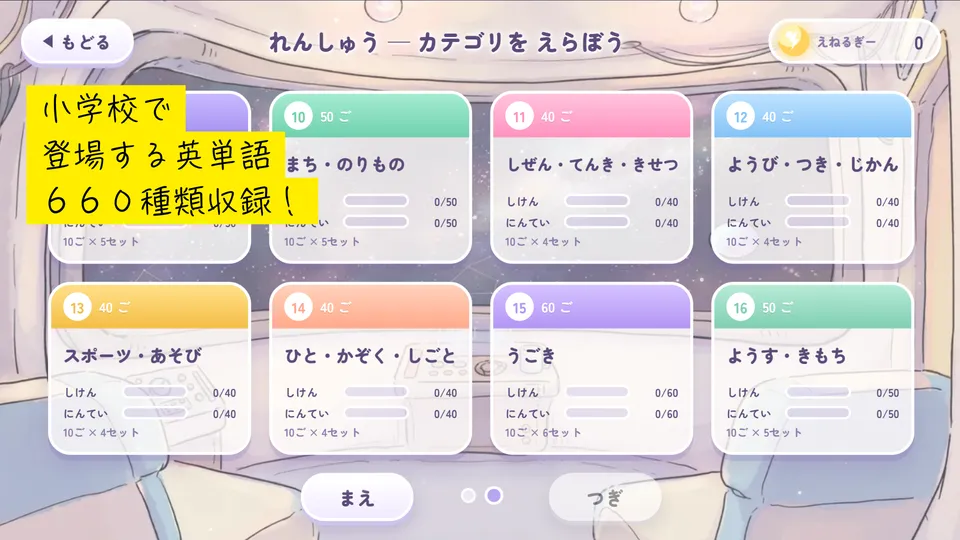 もどる
れんしゅう — カテゴリを えらぼう
えねるぎー 0
小学校で
登場する英単語
660種類収録!
10 50 ご
まち・のりもの
0/50
にんてい 0/50
10ご × 5セット
11 40 ご
しぜん・てんき・きせつ
しけん 0/40
にんてい 0/40
10ご × 4セット
12 40 ご
ようび・つき・じかん
しけん 0/40
にんてい 0/40
10ご × 4セット
10ご × 5セット
13 40 ご
スポーツ・あそび
しけん 0/40
にんてい 0/40
10ご × 4セット
14 40 ご
ひと・かぞく・しごと
しけん 0/40
にんてい 0/40
10ご × 4セット
15 60 ご
うごき
しけん 0/60
にんてい 0/60
10ご × 6セット
16 50 ご
ようす・きもち
しけん 0/50
にんてい 0/50
10ご × 5セット
まえ
つぎ